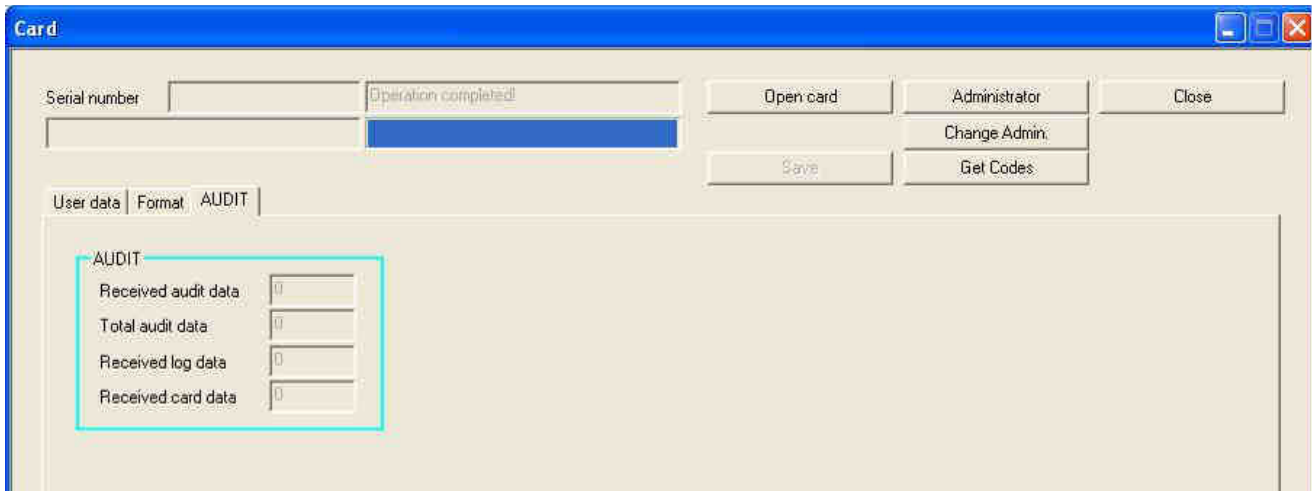 Card
Serial number Operation completed! Open card Administrator Close
Change Admin.
Save Get Codes
User data Format AUDIT
AUDIT
Received audit data 0
Total audit data 0
Received log data 0
Received card data 0